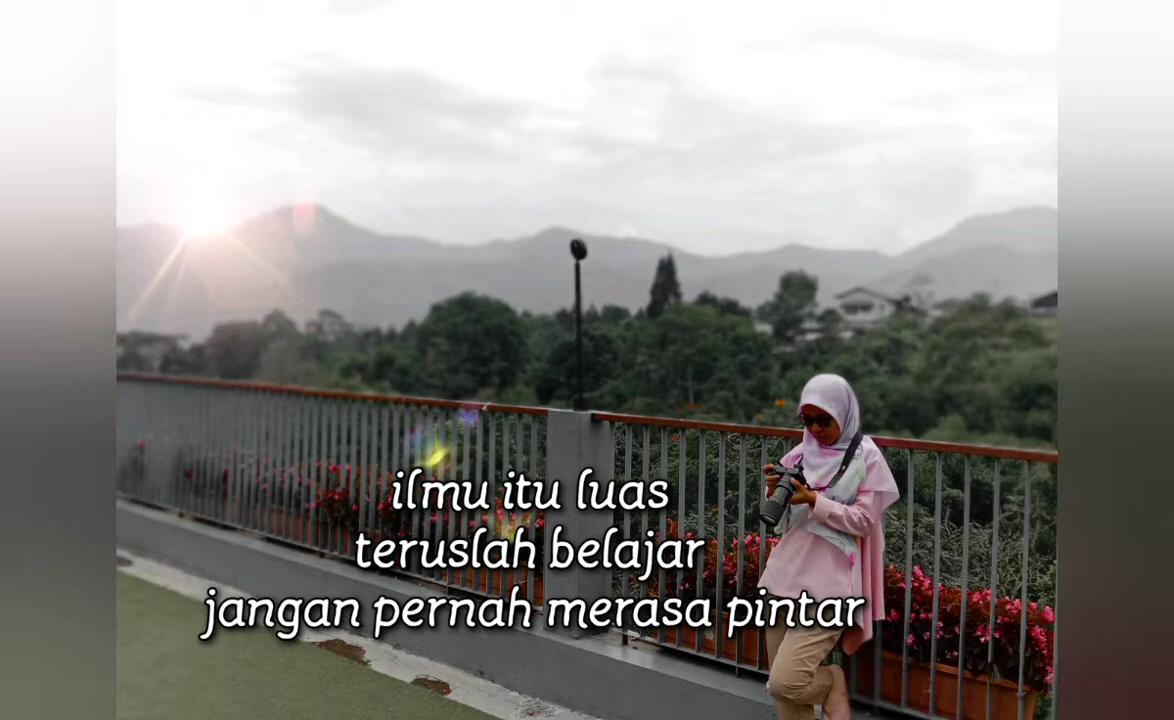 ilmu itu luas
teruslah belajar
jangan pernah merasa pintar